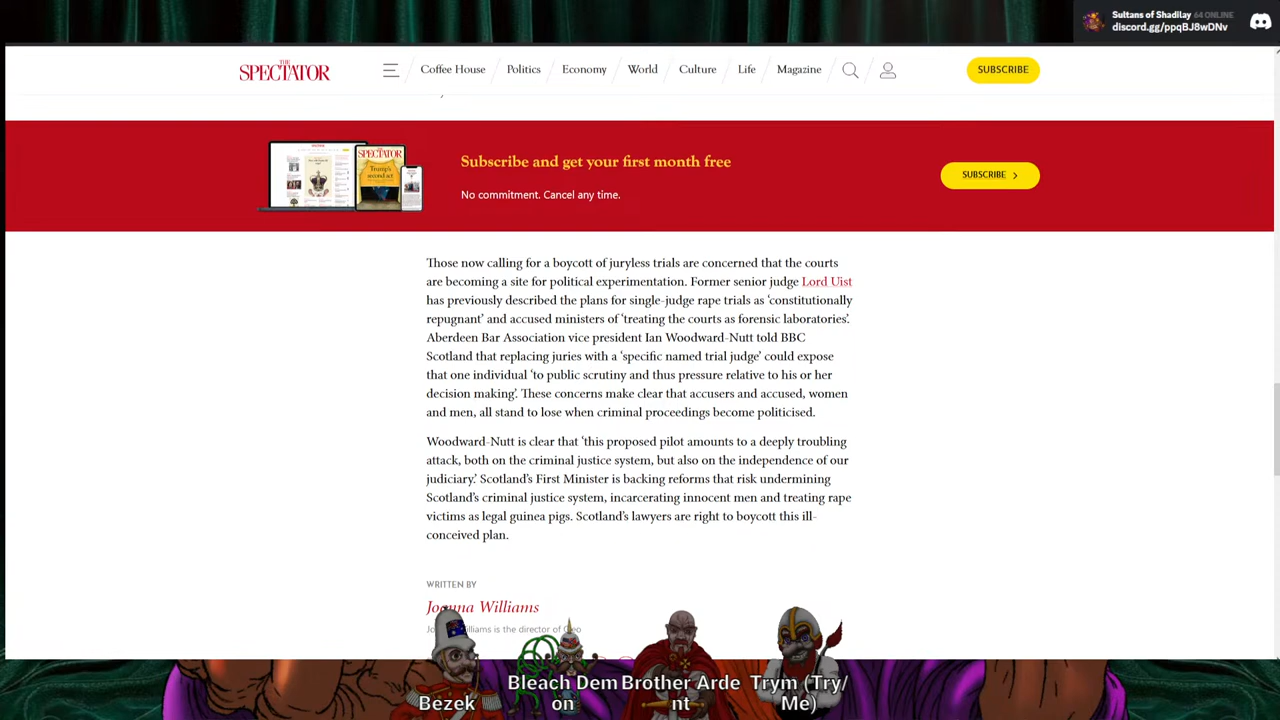 Sultans of Shadilay 64 ONLINE
discord.gg/ppqBJ8wDNv
THE SPECTATOR
Coffee House
Politics
Economy
World
Culture
Life
Magazine
SUBSCRIBE
Subscribe and get your first month free
No commitment. Cancel any time.
SUBSCRIBE
SPECTATOR
Trump's
second act
Those now calling for a boycott of juryless trials are concerned that the courts
are becoming a site for political experimentation. Former senior judge Lord Uist
has previously described the plans for single-judge rape trials as ‘constitutionally
repugnant’ and accused ministers of ‘treating the courts as forensic laboratories’.
Aberdeen Bar Association vice president Ian Woodward-Nutt told BBC
Scotland that replacing juries with a ‘specific named trial judge’ could expose
that one individual ‘to public scrutiny and thus pressure relative to his or her
decision making’. These concerns make clear that accusers and accused, women
and men, all stand to lose when criminal proceedings become politicised.
Woodward-Nutt is clear that ‘this proposed pilot amounts to a deeply troubling
attack, both on the criminal justice system, but also on the independence of our
judiciary.’ Scotland’s First Minister is backing reforms that risk undermining
Scotland’s criminal justice system, incarcerating innocent men and treating rape
victims as legal guinea pigs. Scotland’s lawyers are right to boycott this ill-
conceived plan.
WRITTEN BY
Joanna Williams
Williams is the director of
Bezek
Bleach Dem
on
Brother Arde
nt
Trym (Try/
Me)